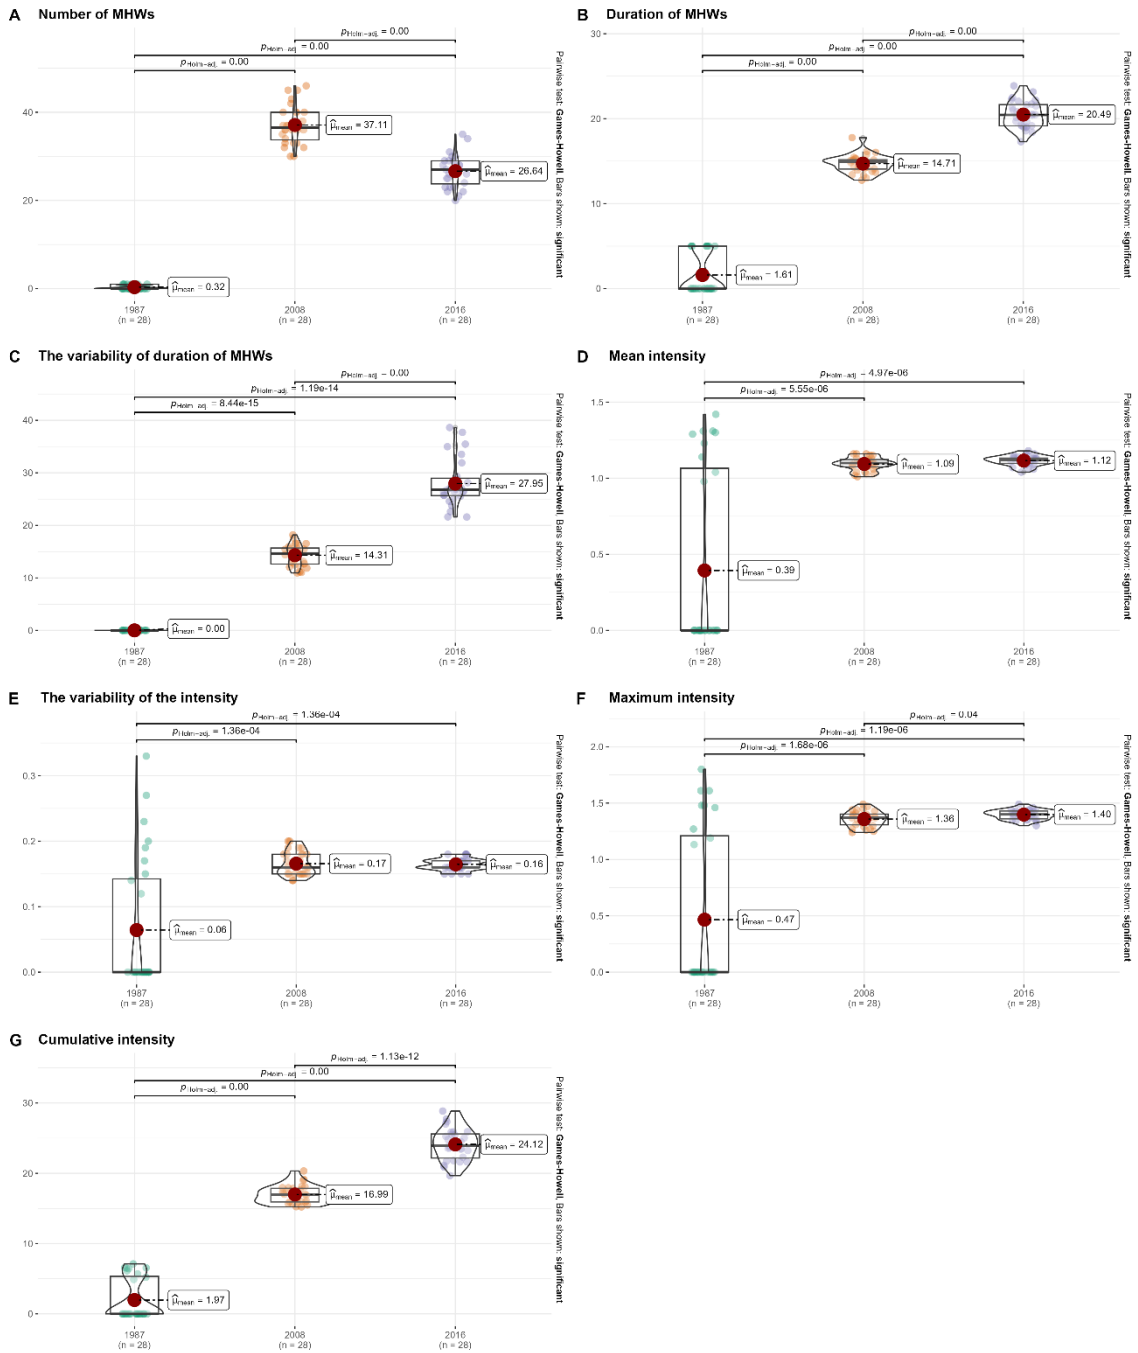 A Number of MHWs
pHolm-adj. = 0.00
pHolm-adj. = 0.00
pHolm-adj. = 0.00
40
20
0
μ̂mean = 37.11
μ̂mean = 26.64
μ̂mean = 0.32
1987
(n = 28)
2008
(n = 28)
2016
(n = 28)
Pairwise test: Games-Howell, Bars shown: significant
B Duration of MHWs
pHolm-adj. = 0.00
pHolm-adj. = 0.00
pHolm-adj. = 0.00
30
20
10
0
μ̂mean = 20.49
μ̂mean = 14.71
μ̂mean = 1.61
1987
(n = 28)
2008
(n = 28)
2016
(n = 28)
Pairwise test: Games-Howell, Bars shown: significant
C The variability of duration of MHWs
pHolm-adj. = 0.00
pHolm-adj. = 1.19e-14
pHolm-adj. = 8.44e-15
40
30
20
10
0
μ̂mean = 27.95
μ̂mean = 14.31
μ̂mean = 0.00
1987
(n = 28)
2008
(n = 28)
2016
(n = 28)
Pairwise test: Games-Howell, Bars shown: significant
D Mean intensity
pHolm-adj. = 4.97e-06
pHolm-adj. = 5.55e-06
1.5
1.0
0.5
0.0
μ̂mean = 1.09
μ̂mean = 1.12
μ̂mean = 0.39
1987
(n = 28)
2008
(n = 28)
2016
(n = 28)
Pairwise test: Games-Howell, Bars shown: significant
E The variability of the intensity
pHolm-adj. = 1.36e-04
pHolm-adj. = 1.36e-04
0.3
0.2
0.1
0.0
μ̂mean = 0.17
μ̂mean = 0.16
μ̂mean = 0.06
1987
(n = 28)
2008
(n = 28)
2016
(n = 28)
Pairwise test: Games-Howell, Bars shown: significant
F Maximum intensity
pHolm-adj. = 0.04
pHolm-adj. = 1.19e-06
pHolm-adj. = 1.68e-06
2.0
1.5
1.0
0.5
0.0
μ̂mean = 1.36
μ̂mean = 1.40
μ̂mean = 0.47
1987
(n = 28)
2008
(n = 28)
2016
(n = 28)
Pairwise test: Games-Howell, Bars shown: significant
G Cumulative intensity
pHolm-adj. = 1.13e-12
pHolm-adj. = 0.00
pHolm-adj. = 0.00
30
20
10
0
μ̂mean = 24.12
μ̂mean = 16.99
μ̂mean = 1.97
1987
(n = 28)
2008
(n = 28)
2016
(n = 28)
Pairwise test: Games-Howell, Bars shown: significant